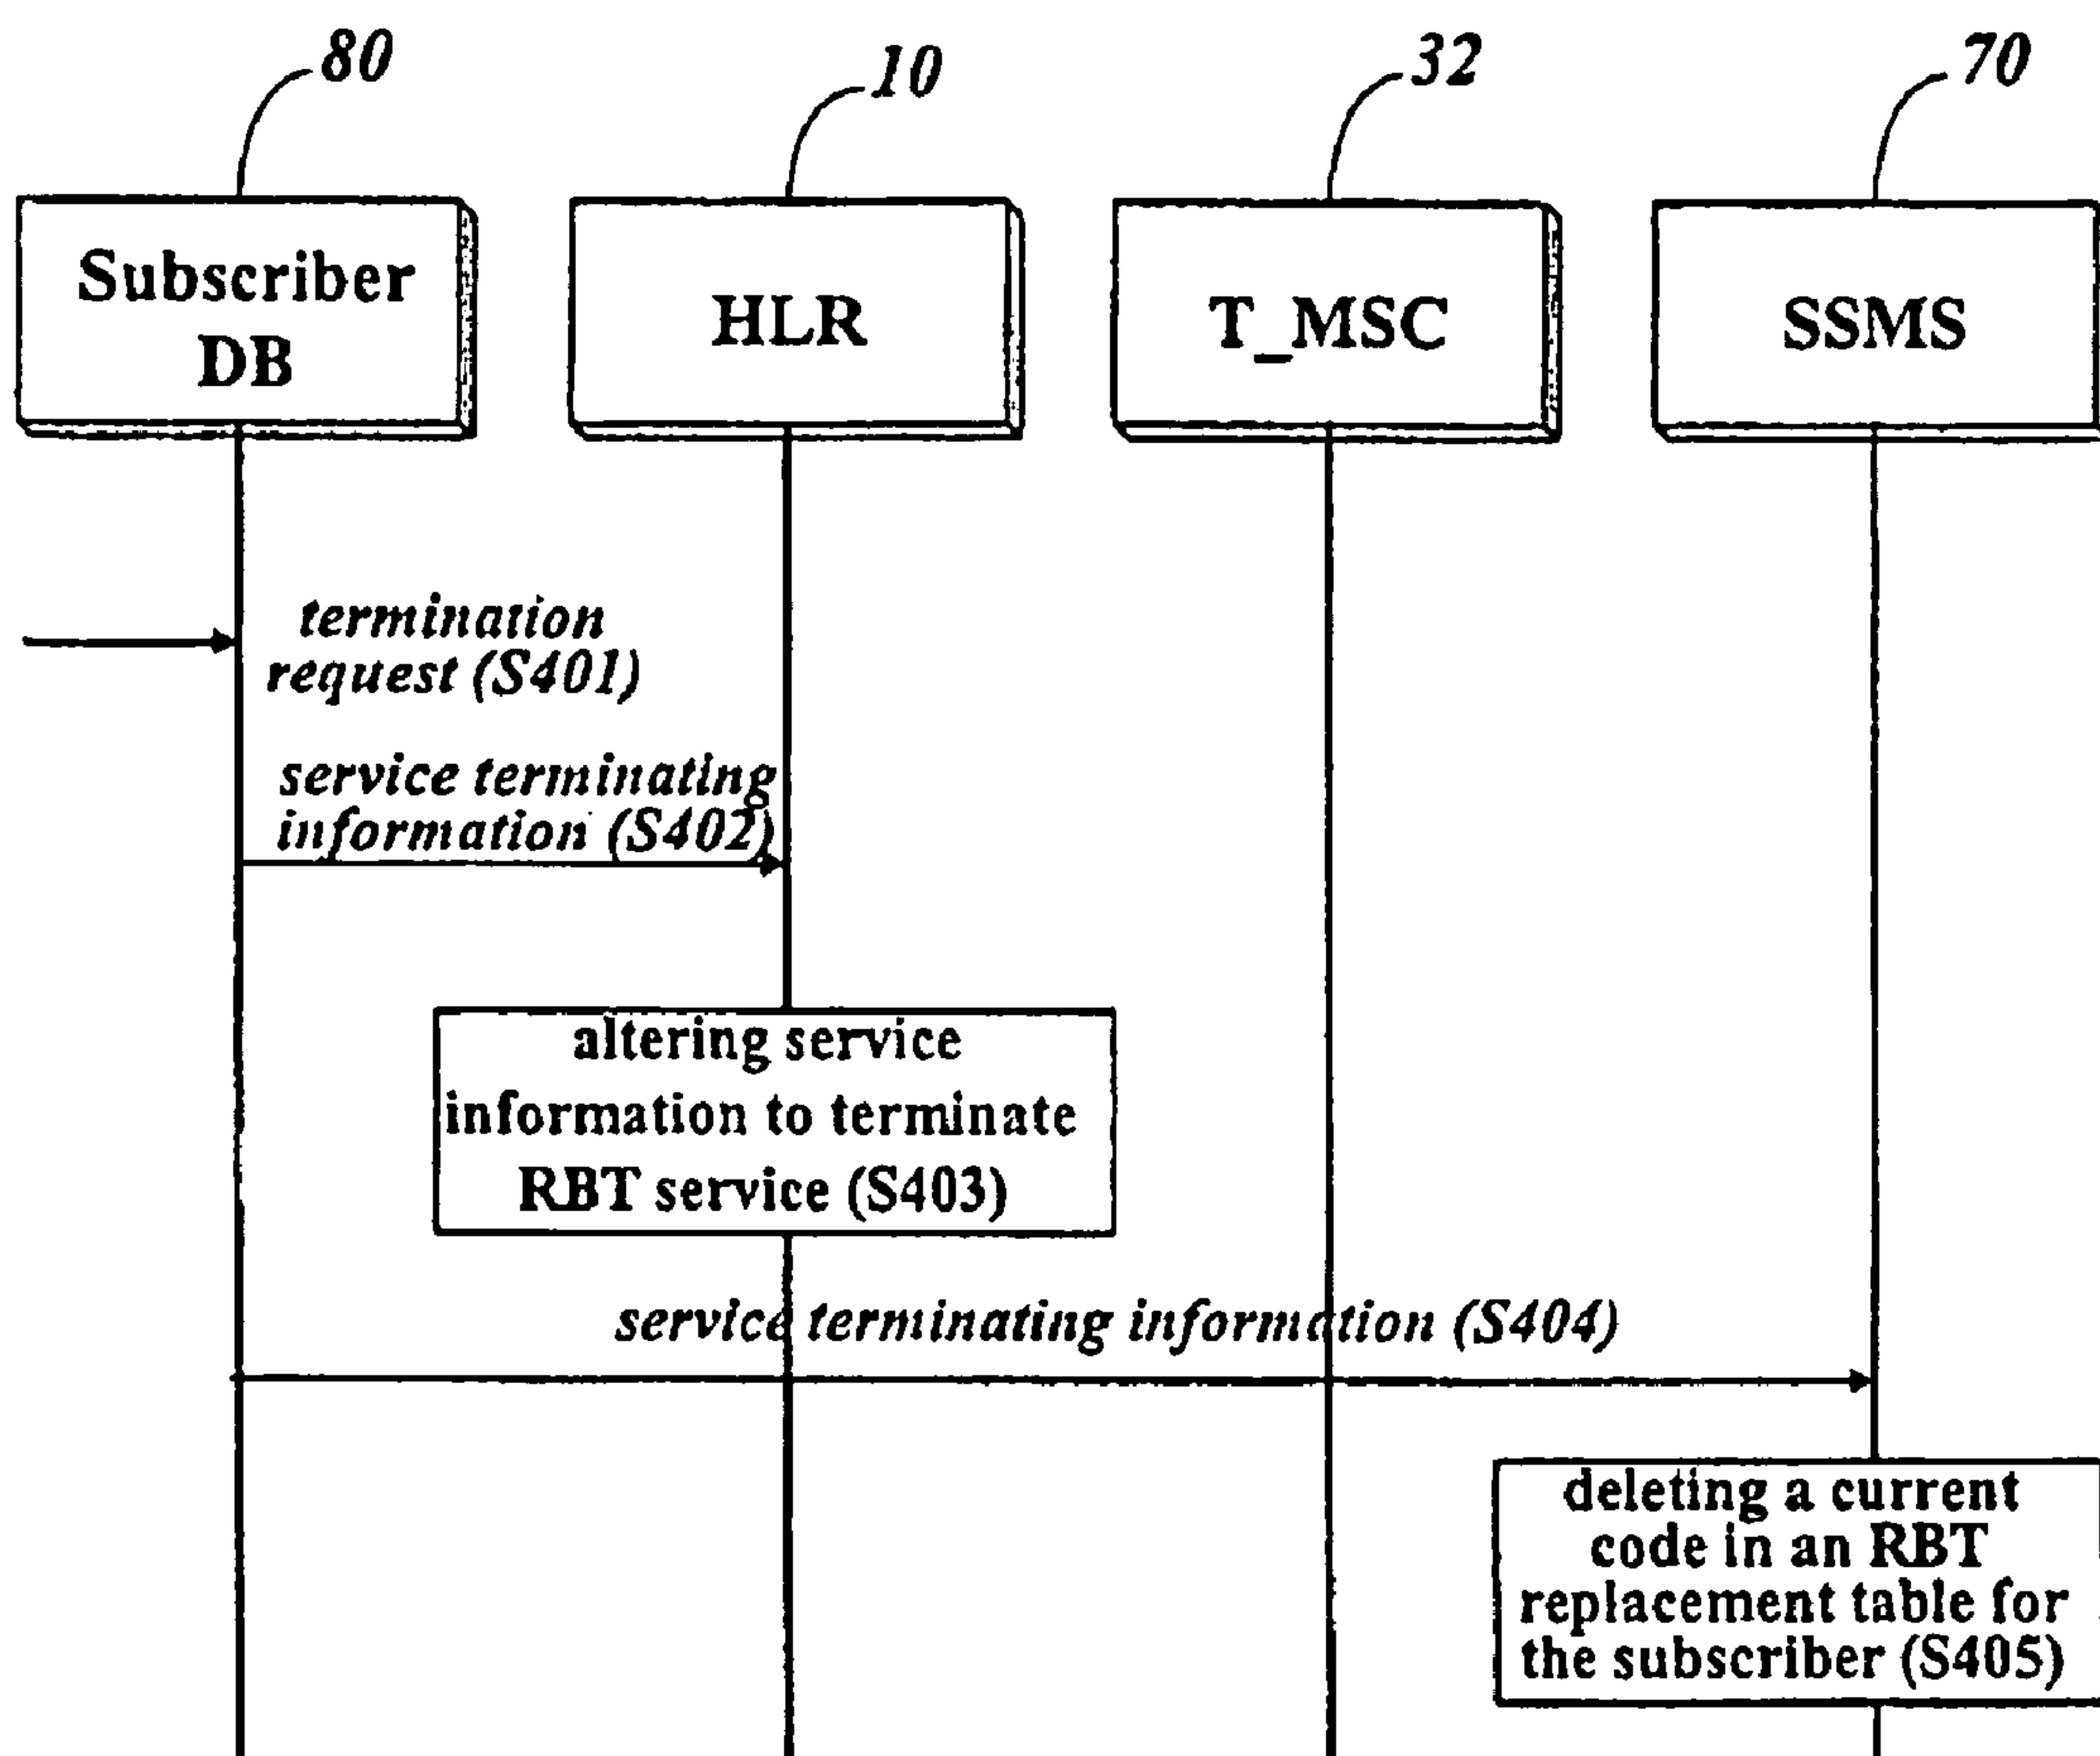 80
10
32
70
Subscriber
DB
HLR
T_MSC
SSMS
termination
request (S401)
service terminating
information (S402)
altering service
information to terminate
RBT service (S403)
service terminating information (S404)
deleting a current
code in an RBT
replacement table for
the subscriber (S405)